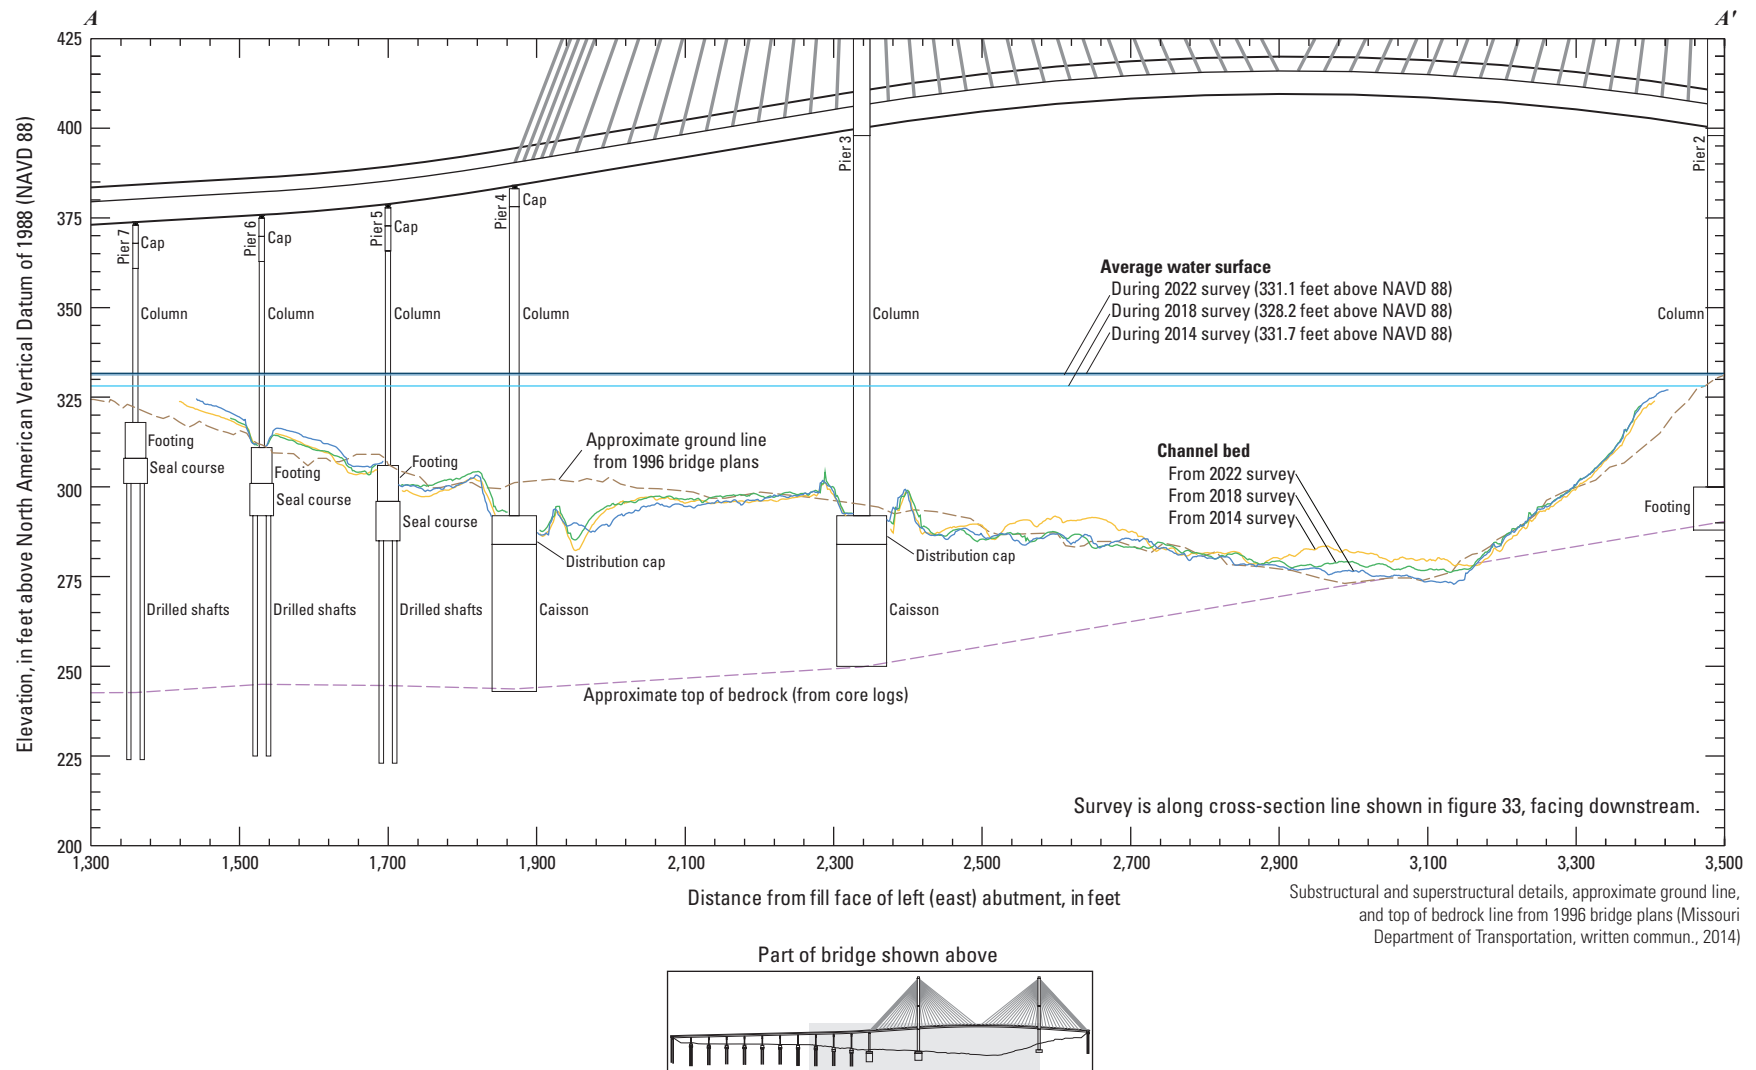 A
A′
425
400
375
350
325
300
275
250
225
200
Elevation, in feet above North American Vertical Datum of 1988 (NAVD 88)
Pier 7
Cap
Column
Footing
Seal course
Drilled shafts
Pier 6
Cap
Column
Footing
Seal course
Drilled shafts
Pier 5
Cap
Column
Footing
Seal course
Drilled shafts
Pier 4
Cap
Column
Distribution cap
Caisson
Pier 3
Column
Distribution cap
Caisson
Pier 2
Column
Footing
Average water surface
During 2022 survey (331.1 feet above NAVD 88)
During 2018 survey (328.2 feet above NAVD 88)
During 2014 survey (331.7 feet above NAVD 88)
Approximate ground line
from 1996 bridge plans
Channel bed
From 2022 survey
From 2018 survey
From 2014 survey
Approximate top of bedrock (from core logs)
Survey is along cross-section line shown in figure 33, facing downstream.
1,300
1,500
1,700
1,900
2,100
2,300
2,500
2,700
2,900
3,100
3,300
3,500
Distance from fill face of left (east) abutment, in feet
Substructural and superstructural details, approximate ground line,
and top of bedrock line from 1996 bridge plans (Missouri
Department of Transportation, written commun., 2014)
Part of bridge shown above